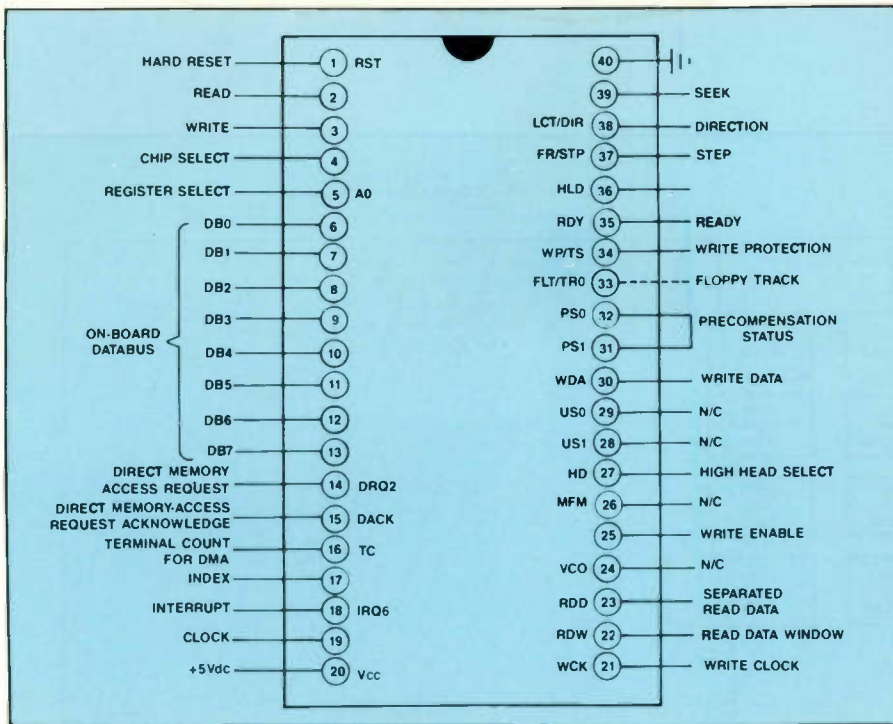 HARD RESET 1 RST
READ 2
WRITE 3
CHIP SELECT 4
REGISTER SELECT 5 A0
DB0 6
DB1 7
DB2 8
DB3 9
ON-BOARD
DATABUS
DB4 10
DB5 11
DB6 12
DB7 13
DIRECT MEMORY
ACCESS REQUEST 14 DRQ2
DIRECT MEMORY-ACCESS
REQUEST ACKNOWLEDGE 15 DACK
TERMINAL COUNT
FOR DMA 16 TC
INDEX 17
INTERRUPT 18 IRQ6
CLOCK 19
+5Vdc 20 Vcc
40
39 SEEK
LCT/DIR 38 DIRECTION
FR/STP 37 STEP
HLD 36
RDY 35 READY
WP/TS 34 WRITE PROTECTION
FLT/TR0 33 FLOPPY TRACK
PS0 32
PRECOMPENSATION
STATUS
PS1 31
WDA 30 WRITE DATA
US0 29 N/C
US1 28 N/C
HD 27 HIGH HEAD SELECT
MFM 26 N/C
25 WRITE ENABLE
VCO 24 N/C
RDD 23 SEPARATED
READ DATA
RDW 22 READ DATA WINDOW
WCK 21 WRITE CLOCK